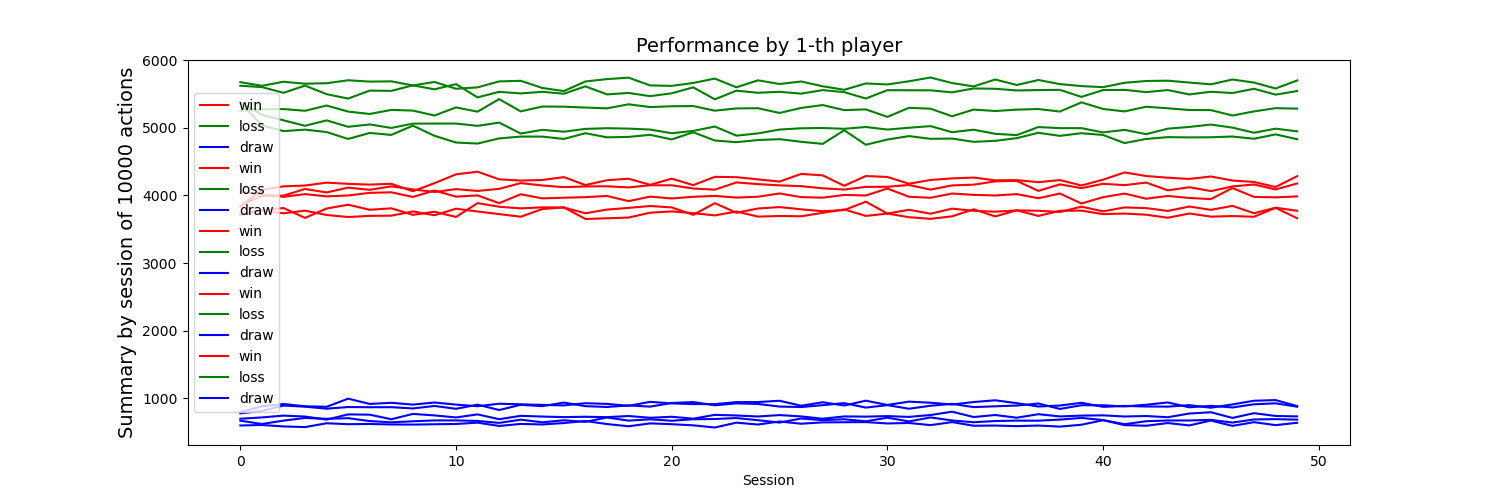 Performance by 1-th player
Summary by session of 10000 actions
6000
5000
4000
3000
2000
1000
win
loss
draw
win
loss
draw
win
loss
draw
win
loss
draw
win
loss
draw
0
10
20
30
40
50
Session